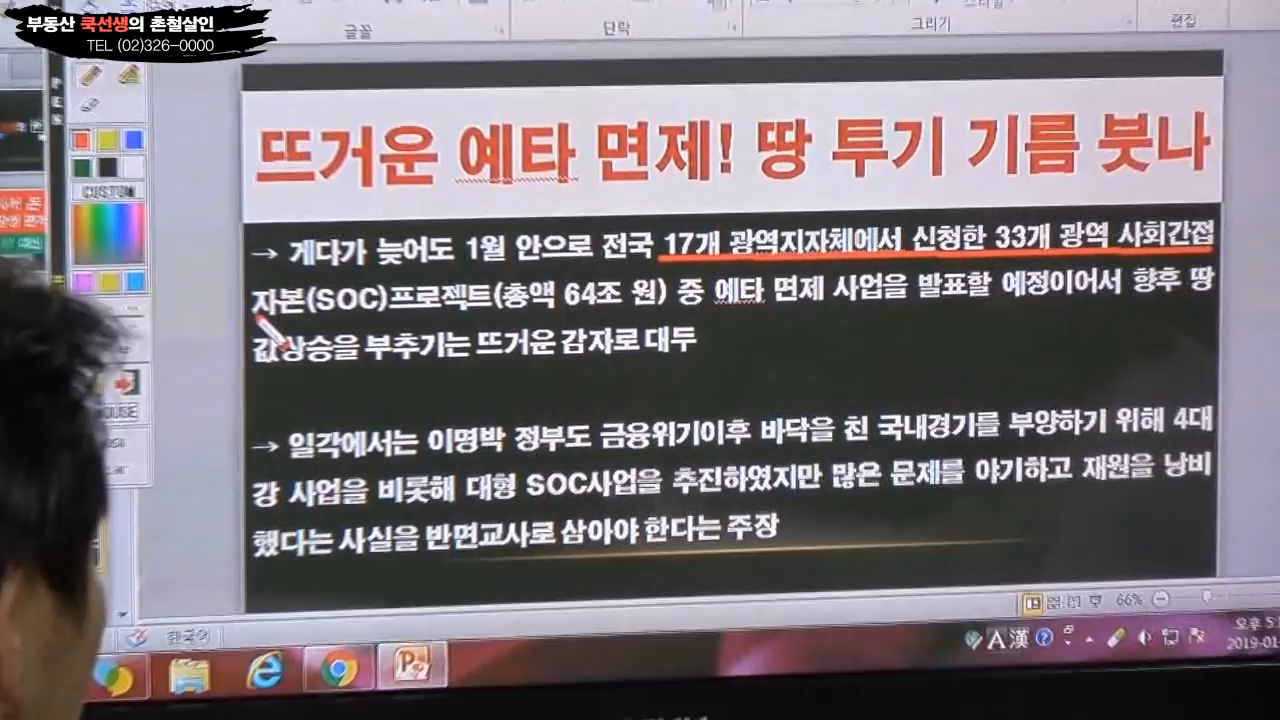 부동산 쿡선생의 촌철살인
TEL (02)326-0000
글꼴
단락
그리기
편집
CUSTOM
뜨거운 예타 면제! 땅 투기 기름 붓나
→ 게다가 늦어도 1월 안으로 전국 17개 광역지자체에서 신청한 33개 광역 사회간접
자본(SOC)프로젝트(총액 64조 원) 중 예타 면제 사업을 발표할 예정이어서 향후 땅
값상승을 부추기는 뜨거운 감자로 대두
→ 일각에서는 이명박 정부도 금융위기이후 바닥을 친 국내경기를 부양하기 위해 4대
강 사업을 비롯해 대형 SOC사업을 추진하였지만 많은 문제를 야기하고 재원을 낭비
했다는 사실을 반면교사로 삼아야 한다는 주장
66%
한국어
A 漢
오후 5:
2019-01